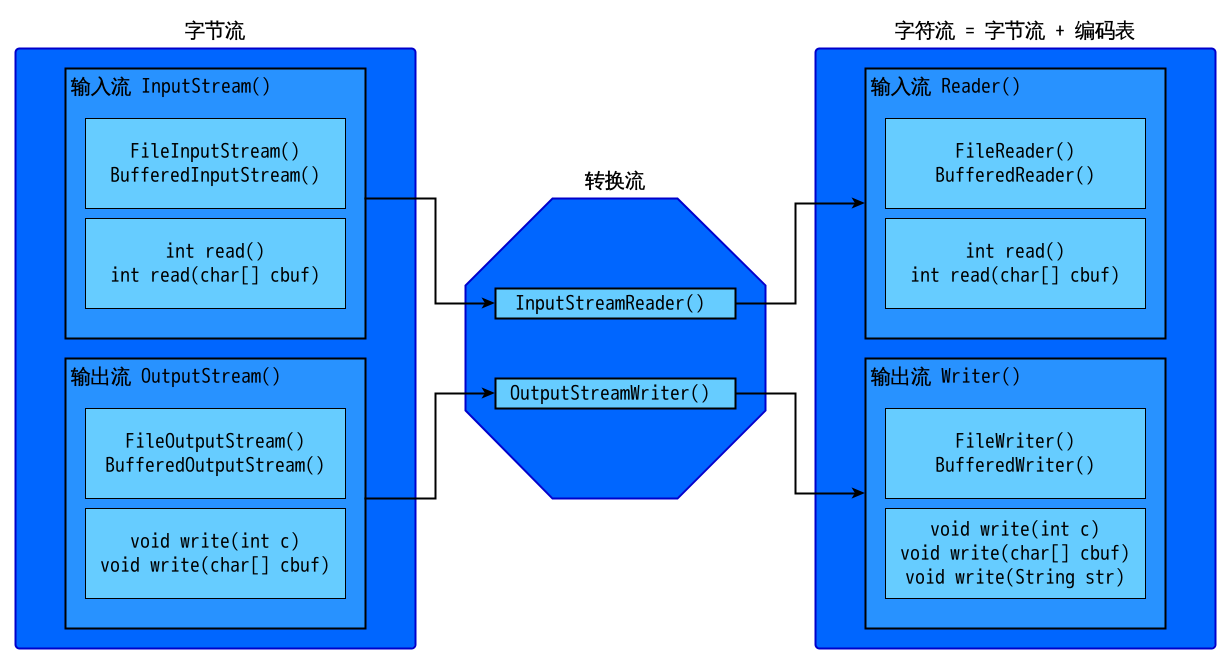 字节流
输入流 InputStream()
FileInputStream()
BufferedInputStream()
int read()
int read(char[] cbuf)
输出流 OutputStream()
FileOutputStream()
BufferedOutputStream()
void write(int c)
void write(char[] cbuf)
转换流
InputStreamReader()
OutputStreamWriter()
字符流 = 字节流 + 编码表
输入流 Reader()
FileReader()
BufferedReader()
int read()
int read(char[] cbuf)
输出流 Writer()
FileWriter()
BufferedWriter()
void write(int c)
void write(char[] cbuf)
void write(String str)